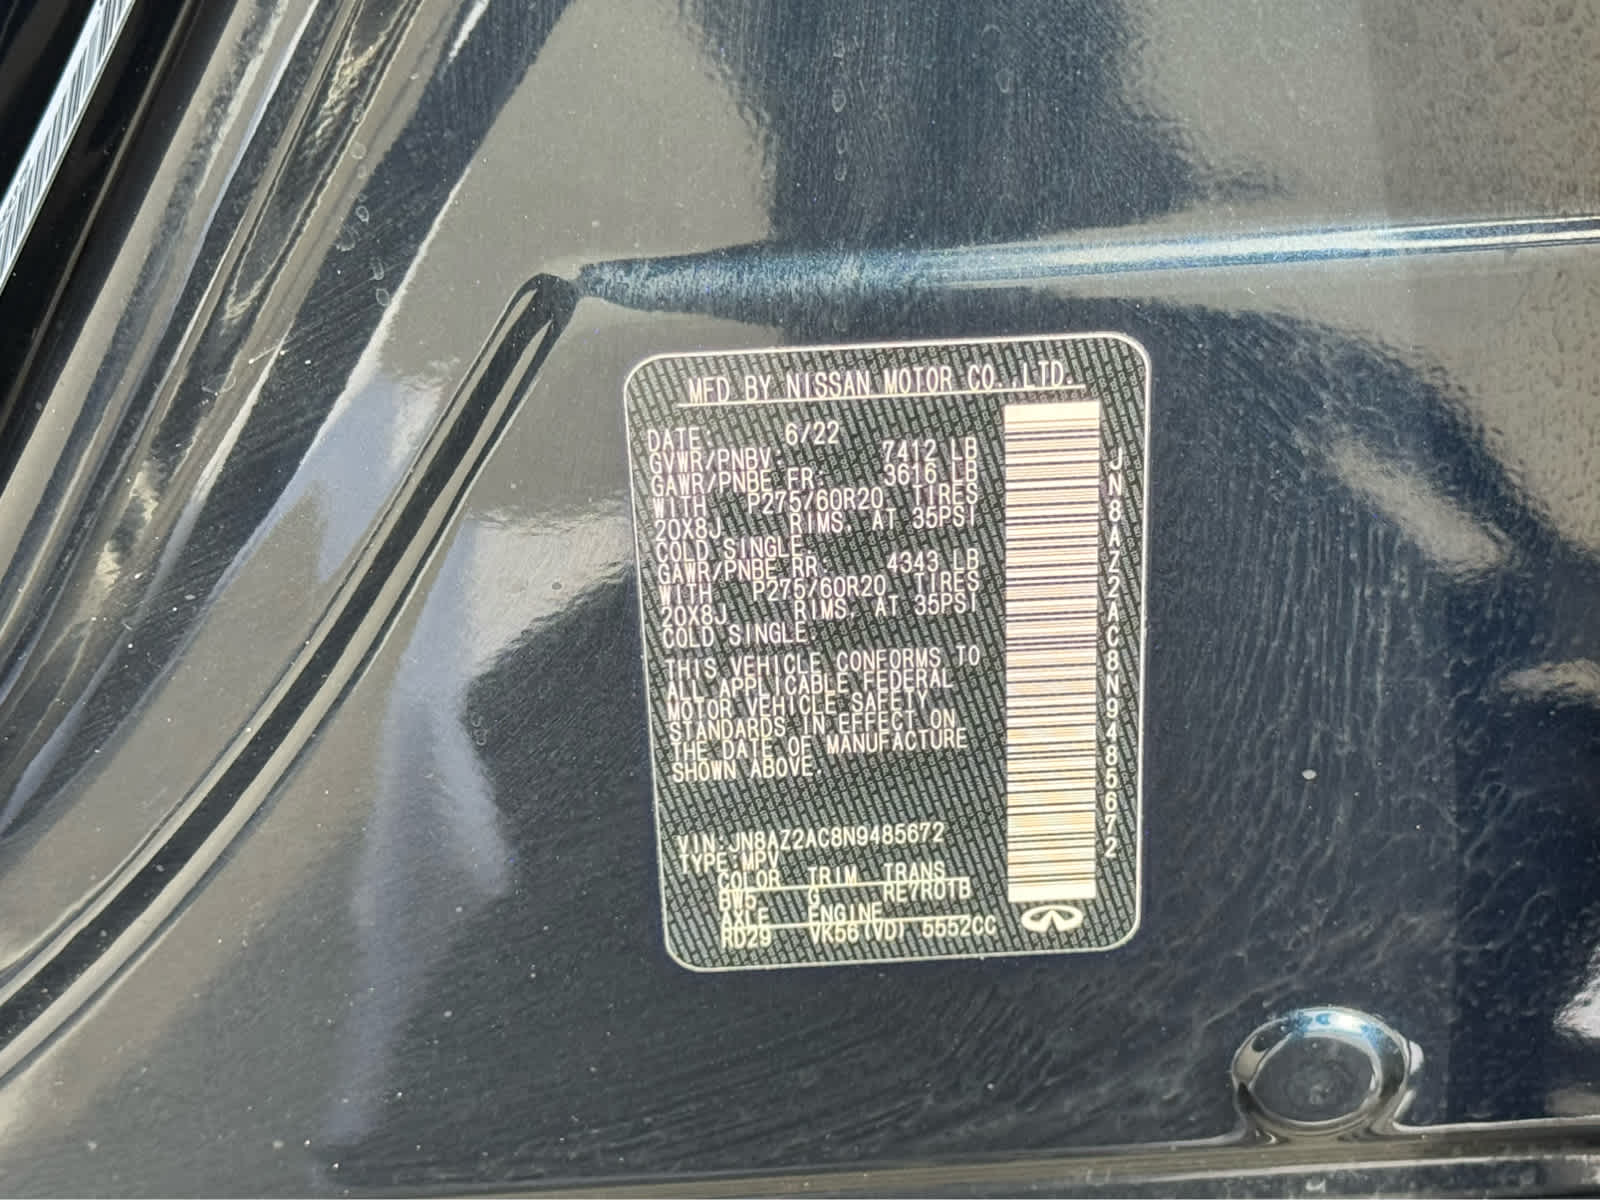 MFD BY NISSAN MOTOR CO.,LTD.
DATE: 6/22
GVWR/PNBV: 7412 LB
GAWR/PNBE FR: 3616 LB
WITH P275/60R20 TIRES
20X8J RIMS, AT 35PSI
COLD SINGLE.
GAWR/PNBE RR: 4343 LB
WITH P275/60R20 TIRES
20X8J RIMS, AT 35PSI
COLD SINGLE.
THIS VEHICLE CONFORMS TO
ALL APPLICABLE FEDERAL
MOTOR VEHICLE SAFETY
STANDARDS IN EFFECT ON
THE DATE OF MANUFACTURE
SHOWN ABOVE.
VIN:JN8AZ2AC8N9485672
TYPE:MPV
COLOR TRIM TRANS
BW5 G RE7R01B
AXLE ENGINE
RD29 VK56(VD) 5552CC
JN8AZ2AC8N9485672